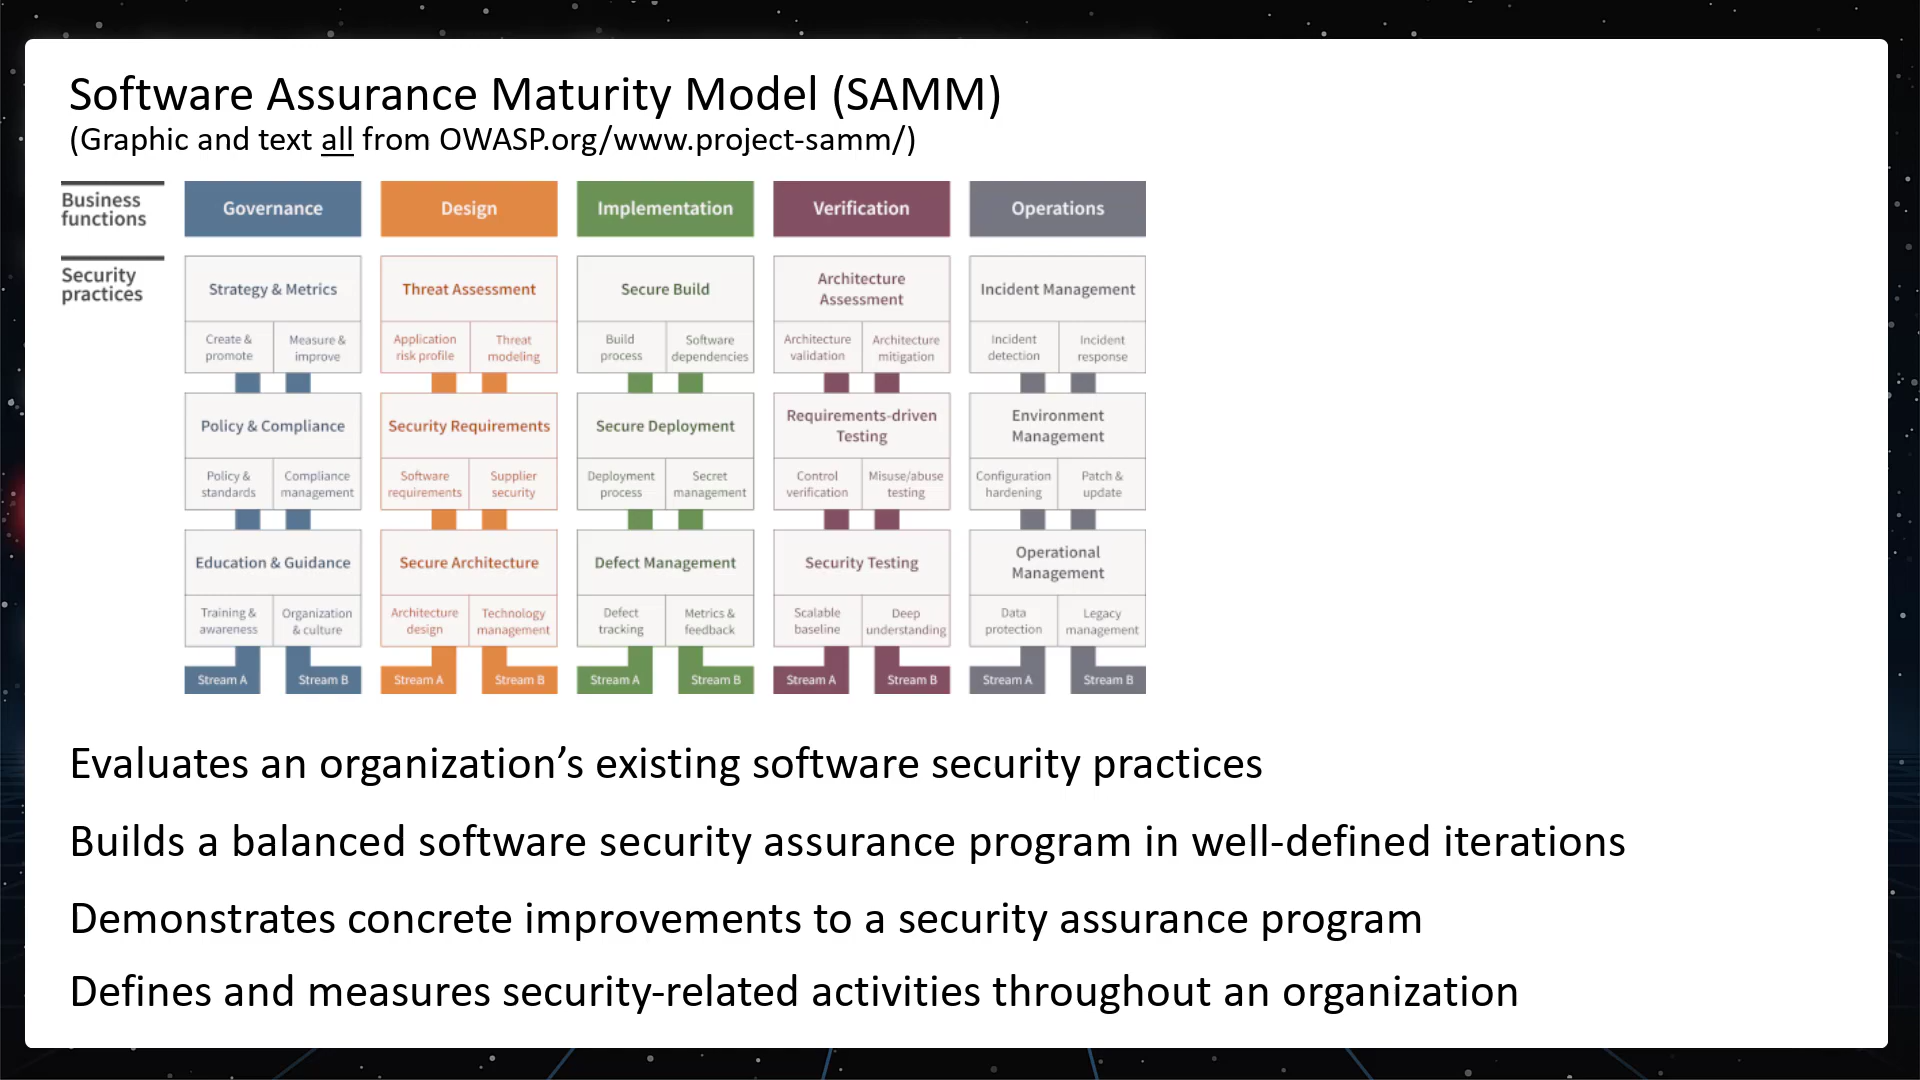 Software Assurance Maturity Model (SAMM)
(Graphic and text all from OWASP.org/www.project-samm/)
Business
functions
Governance
Design
Implementation
Verification
Operations
Security
practices
Strategy & Metrics
Threat Assessment
Secure Build
Architecture
Assessment
Incident Management
Create &
promote
Measure &
improve
Application
risk profile
Threat
modeling
Build
process
Software
dependencies
Architecture
validation
Architecture
mitigation
Incident
detection
Incident
response
Policy & Compliance
Security Requirements
Secure Deployment
Requirements-driven
Testing
Environment
Management
Policy &
standards
Compliance
management
Software
requirements
Supplier
security
Deployment
process
Secret
management
Control
verification
Misuse/abuse
testing
Configuration
hardening
Patch &
update
Education & Guidance
Secure Architecture
Defect Management
Security Testing
Operational
Management
Training &
awareness
Organization
& culture
Architecture
design
Technology
management
Defect
tracking
Metrics &
feedback
Scalable
baseline
Deep
understanding
Data
protection
Legacy
management
Stream A
Stream B
Stream A
Stream B
Stream A
Stream B
Stream A
Stream B
Stream A
Stream B
Evaluates an organization’s existing software security practices
Builds a balanced software security assurance program in well-defined iterations
Demonstrates concrete improvements to a security assurance program
Defines and measures security-related activities throughout an organization